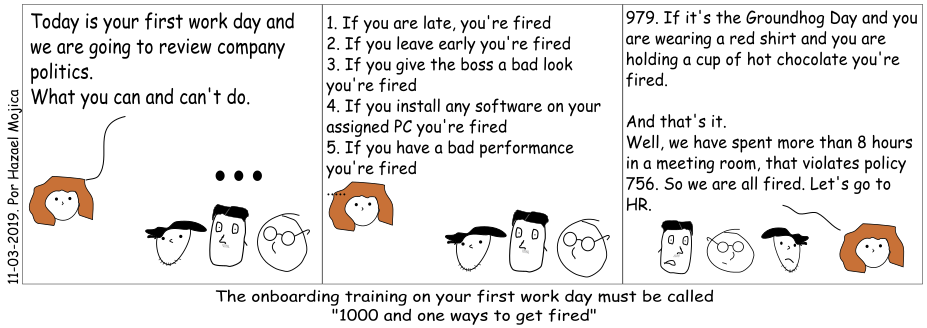 Today is your first work day and
we are going to review company
politics.
What you can and can't do.
1. If you are late, you're fired
2. If you leave early you're fired
3. If you give the boss a bad look
you're fired
4. If you install any software on your
assigned PC you're fired
5. If you have a bad performance
you're fired
.....
979. If it's the Groundhog Day and you
are wearing a red shirt and you are
holding a cup of hot chocolate you're
fired.
And that's it.
Well, we have spent more than 8 hours
in a meeting room, that violates policy
756. So we are all fired. Let's go to
HR.
11-03-2019. Por Hazael Mojica
The onboarding training on your first work day must be called
"1000 and one ways to get fired"